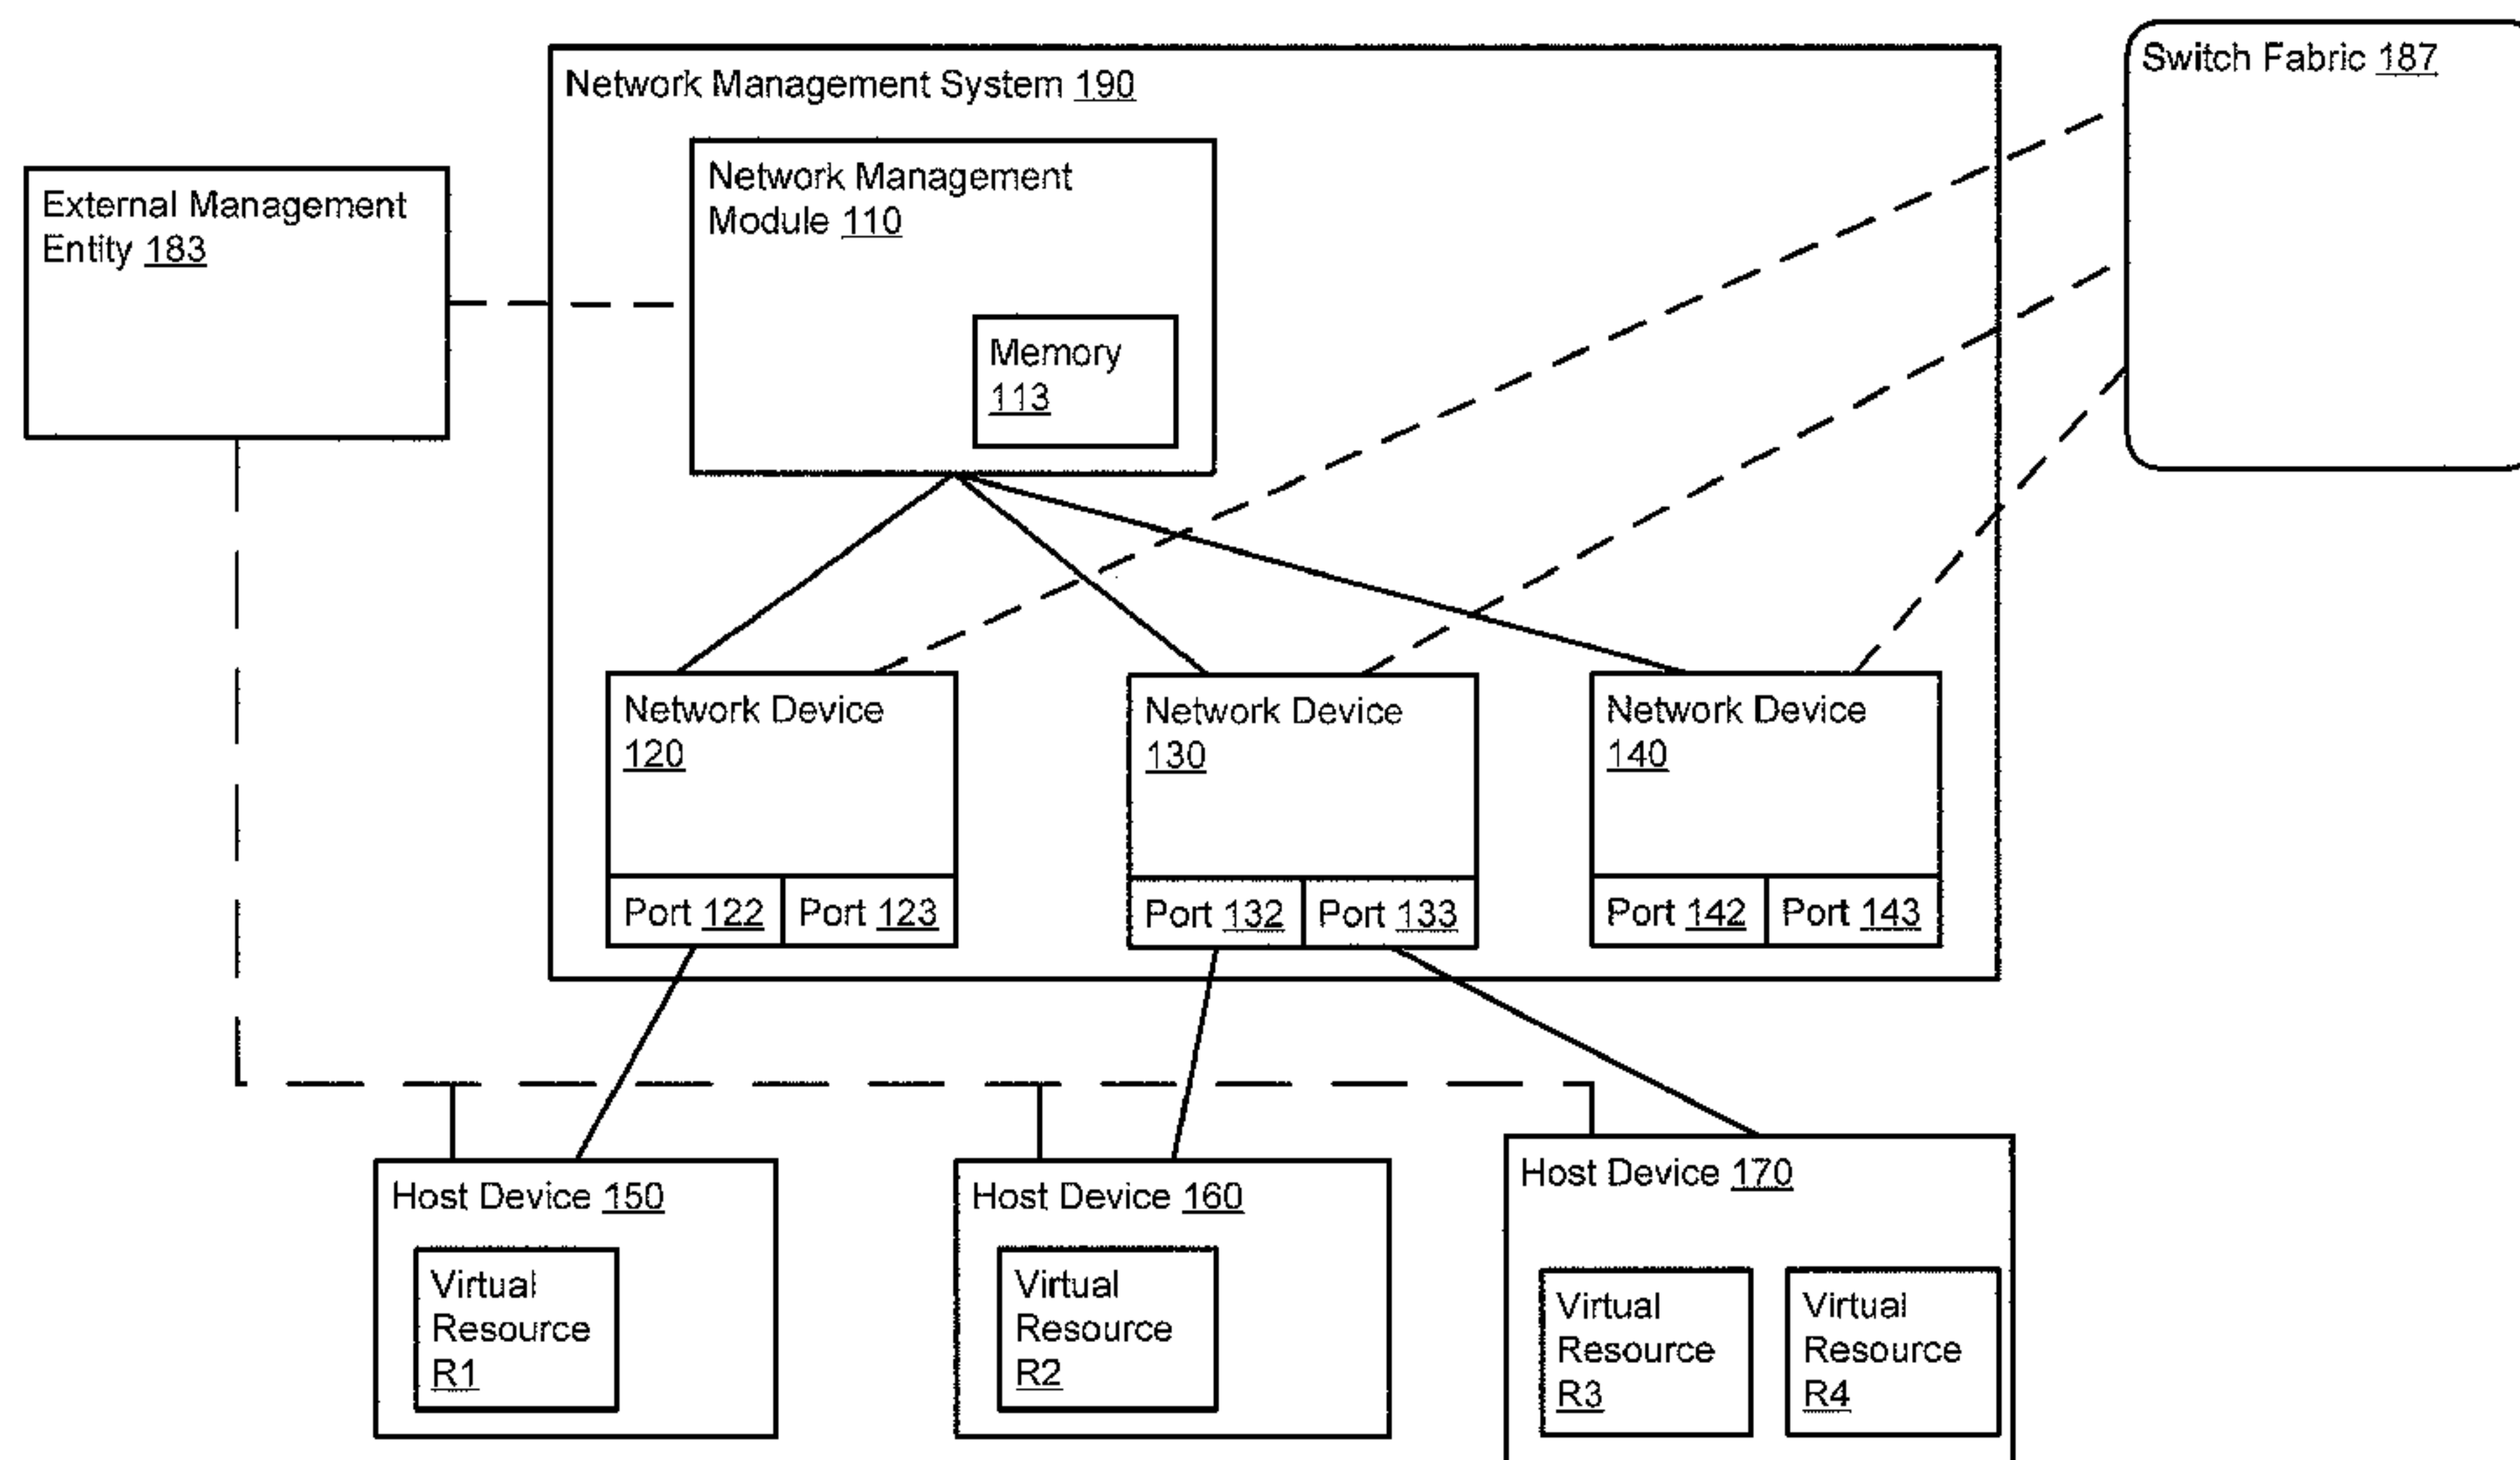 Switch Fabric 187
Network Management System 190
Network Management
Module 110
External Management
Entity 183
Memory
113
Network Device
120
Network Device
130
Network Device
140
Port 122
Port 123
Port 132
Port 133
Port 142
Port 143
Host Device 150
Host Device 160
Host Device 170
Virtual
Resource
R1
Virtual
Resource
R2
Virtual
Resource
R3
Virtual
Resource
R4